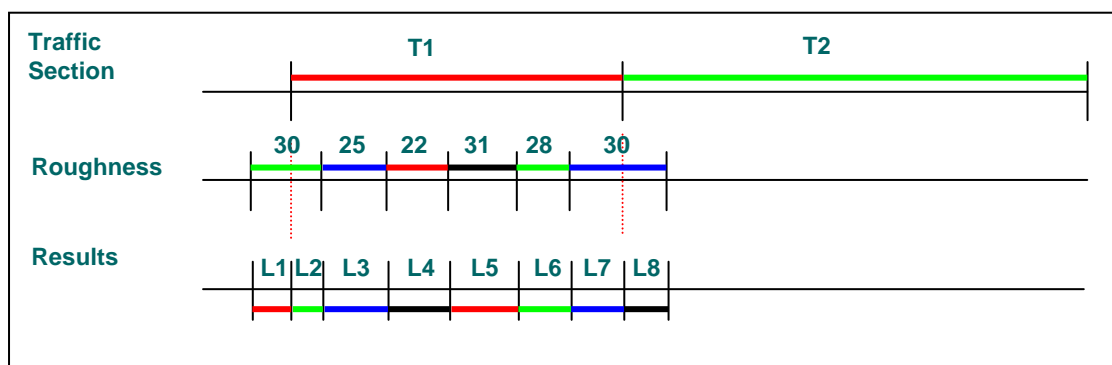 Traffic Section
T1
T2
Roughness
30 25 22 31 28 30
Results
L1 L2 L3 L4 L5 L6 L7 L8